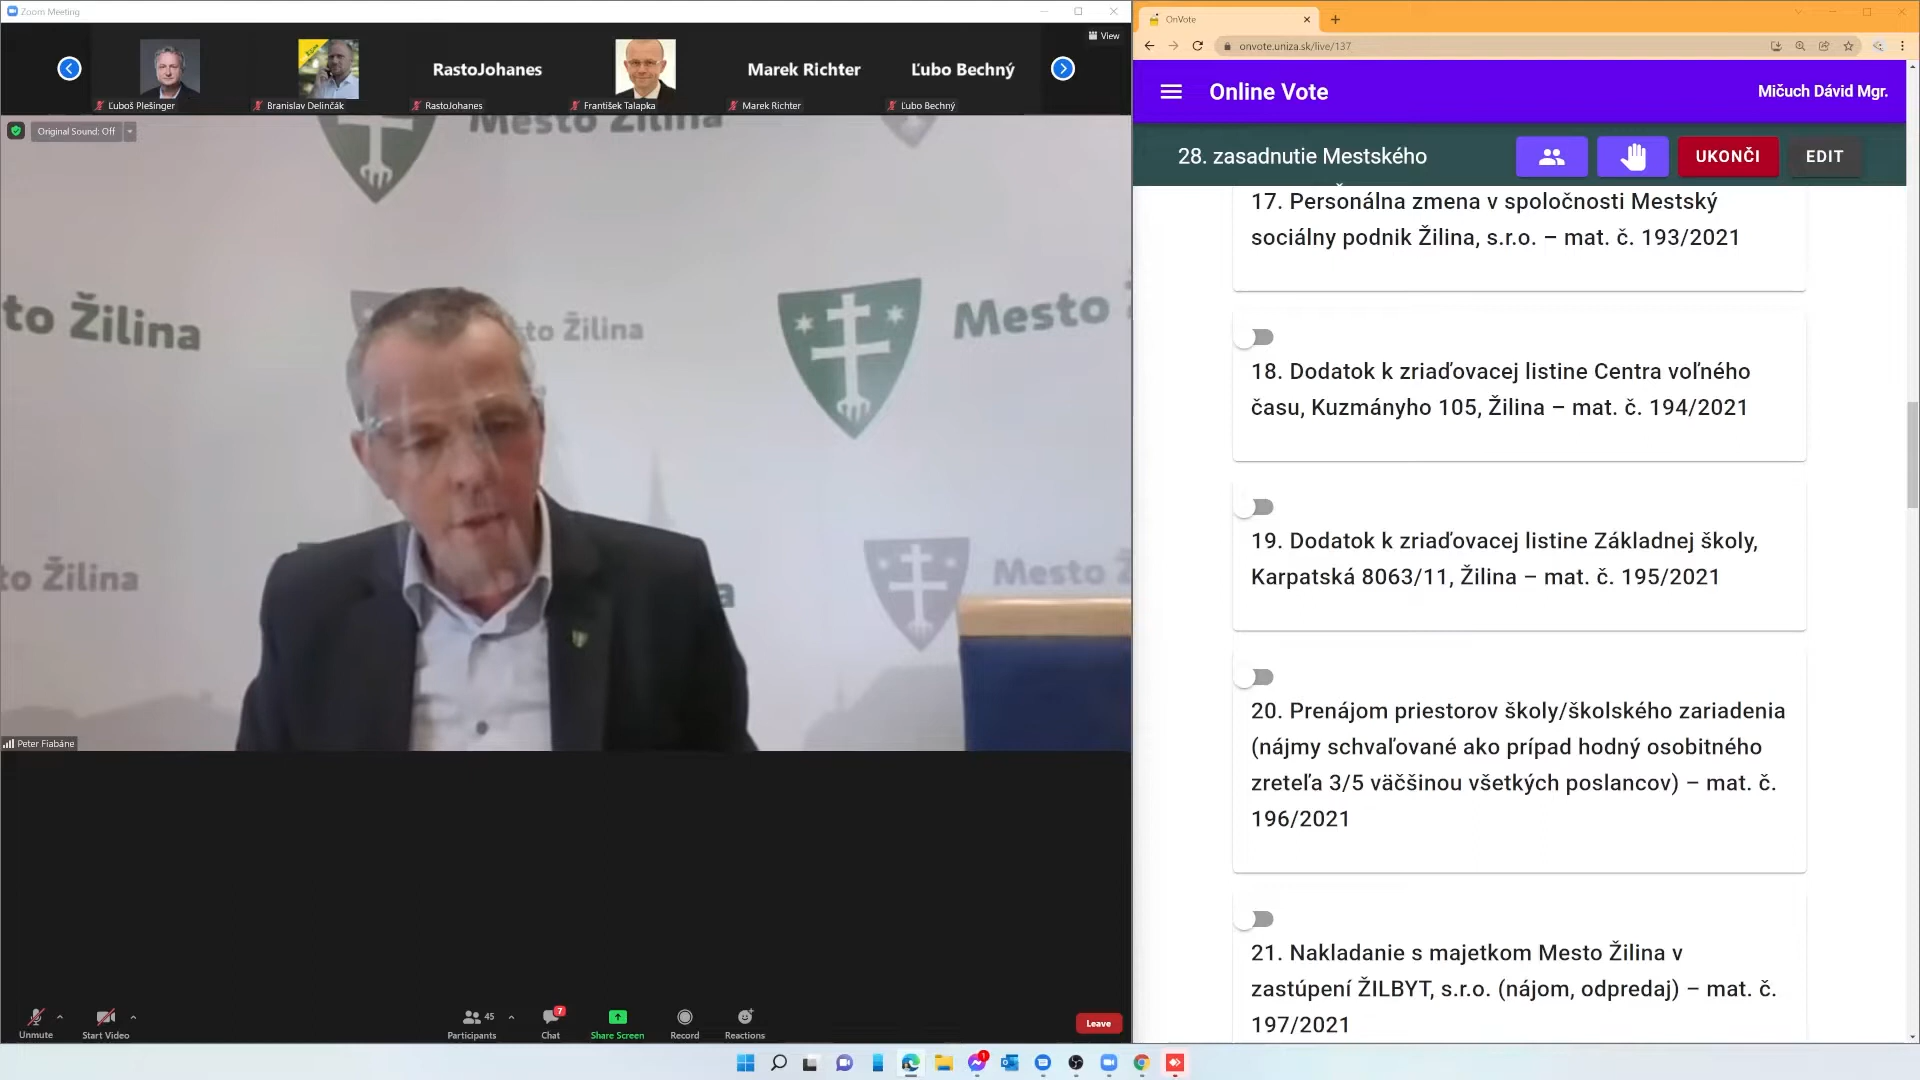 Zoom Meeting
View
RastoJohanes
Marek Richter
Ľubo Bechný
Ľuboš Plešinger
Branislav Delinčák
RastoJohanes
František Talapka
Marek Richter
Ľubo Bechný
Original Sound: Off
Mesto Žilina
to Žilina
sto Žilina
Mesto
to Žilina
Mesto Ž
Peter Fiabáne
Unmute
Start Video
45
Participants
7
Chat
Share Screen
Record
Reactions
Leave
OnVote
onvote.uniza.sk/live/137
Online Vote
Mičuch Dávid Mgr.
28. zasadnutie Mestského
UKONČI
EDIT
17. Personálna zmena v spoločnosti Mestský
sociálny podnik Žilina, s.r.o. – mat. č. 193/2021
18. Dodatok k zriaďovacej listine Centra voľného
času, Kuzmányho 105, Žilina – mat. č. 194/2021
19. Dodatok k zriaďovacej listine Základnej školy,
Karpatská 8063/11, Žilina – mat. č. 195/2021
20. Prenájom priestorov školy/školského zariadenia
(nájmy schvaľované ako prípad hodný osobitného
zreteľa 3/5 väčšinou všetkých poslancov) – mat. č.
196/2021
21. Nakladanie s majetkom Mesto Žilina v
zastúpení ŽILBYT, s.r.o. (nájom, odpredaj) – mat. č.
197/2021
1